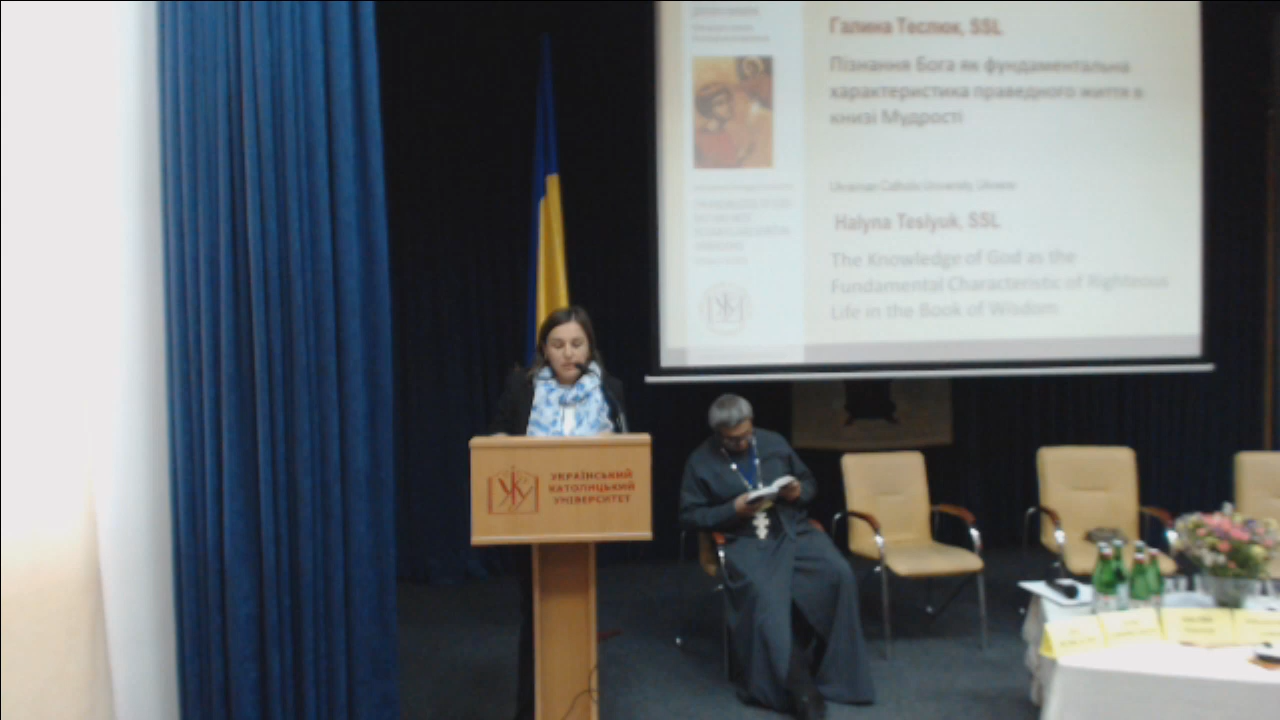 Галина Теслюк, SSL
Пізнання Бога як фундаментальна
характеристика праведного життя в
книзі Мудрості
Ukrainian Catholic University, Ukraine
Halyna Teslyuk, SSL
The Knowledge of God as the
Fundamental Characteristic of Righteous
Life in the Book of Wisdom
УКРАЇНСЬКИЙ
КАТОЛИЦЬКИЙ
УНІВЕРСИТЕТ